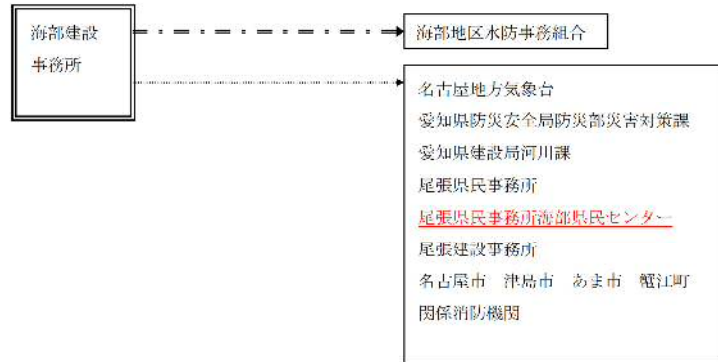 海部建設
事務所
海部地区水防事務組合
名古屋地方気象台
愛知県防災安全局防災部災害対策課
愛知県建設局河川課
尾張県民事務所
尾張県民事務所海部県民センター
尾張建設事務所
名古屋市　津島市　あま市　蟹江町
関係消防機関